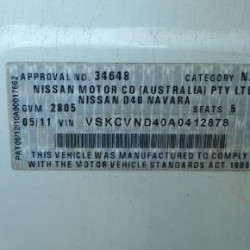 APPROVAL NO. 34648 CATEGORY
NISSAN MOTOR CO (AUSTRALIA) PTY LTD
NISSAN D40 NAVARA
GVM 2805 SEATS 5
05/11 VIN VSKCVND40A0412878
THIS VEHICLE WAS MANUFACTURED TO COMPLY WITH
THE MOTOR VEHICLE STANDARDS ACT 1989